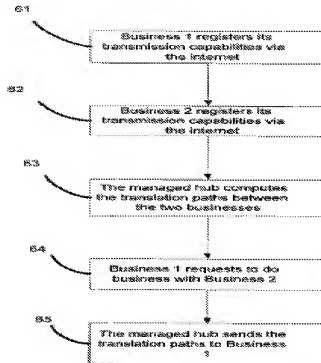 61
Business 1 registers its
transmission capabilities via
the internet
62
Business 2 registers its
transmission capabilities via
the internet
63
The managed hub computes
the translation paths between
the two businesses
64
Business 1 requests to do
business with Business 2
65
The managed hub sends the
translation paths to Business
1